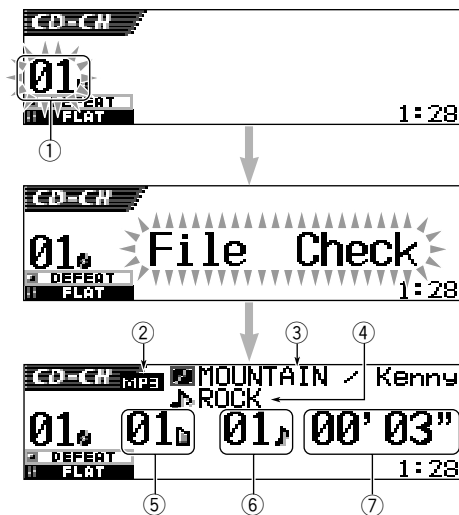 CD-CH
01
DEFEAT
FLAT
1:28
①
CD-CH
01
File Check
DEFEAT
FLAT
1:28
② ③ ④
CD-CH MP3 MOUNTAIN / Kenny
ROCK
01 01 01 00' 03"
DEFEAT
FLAT
1:28
⑤ ⑥ ⑦